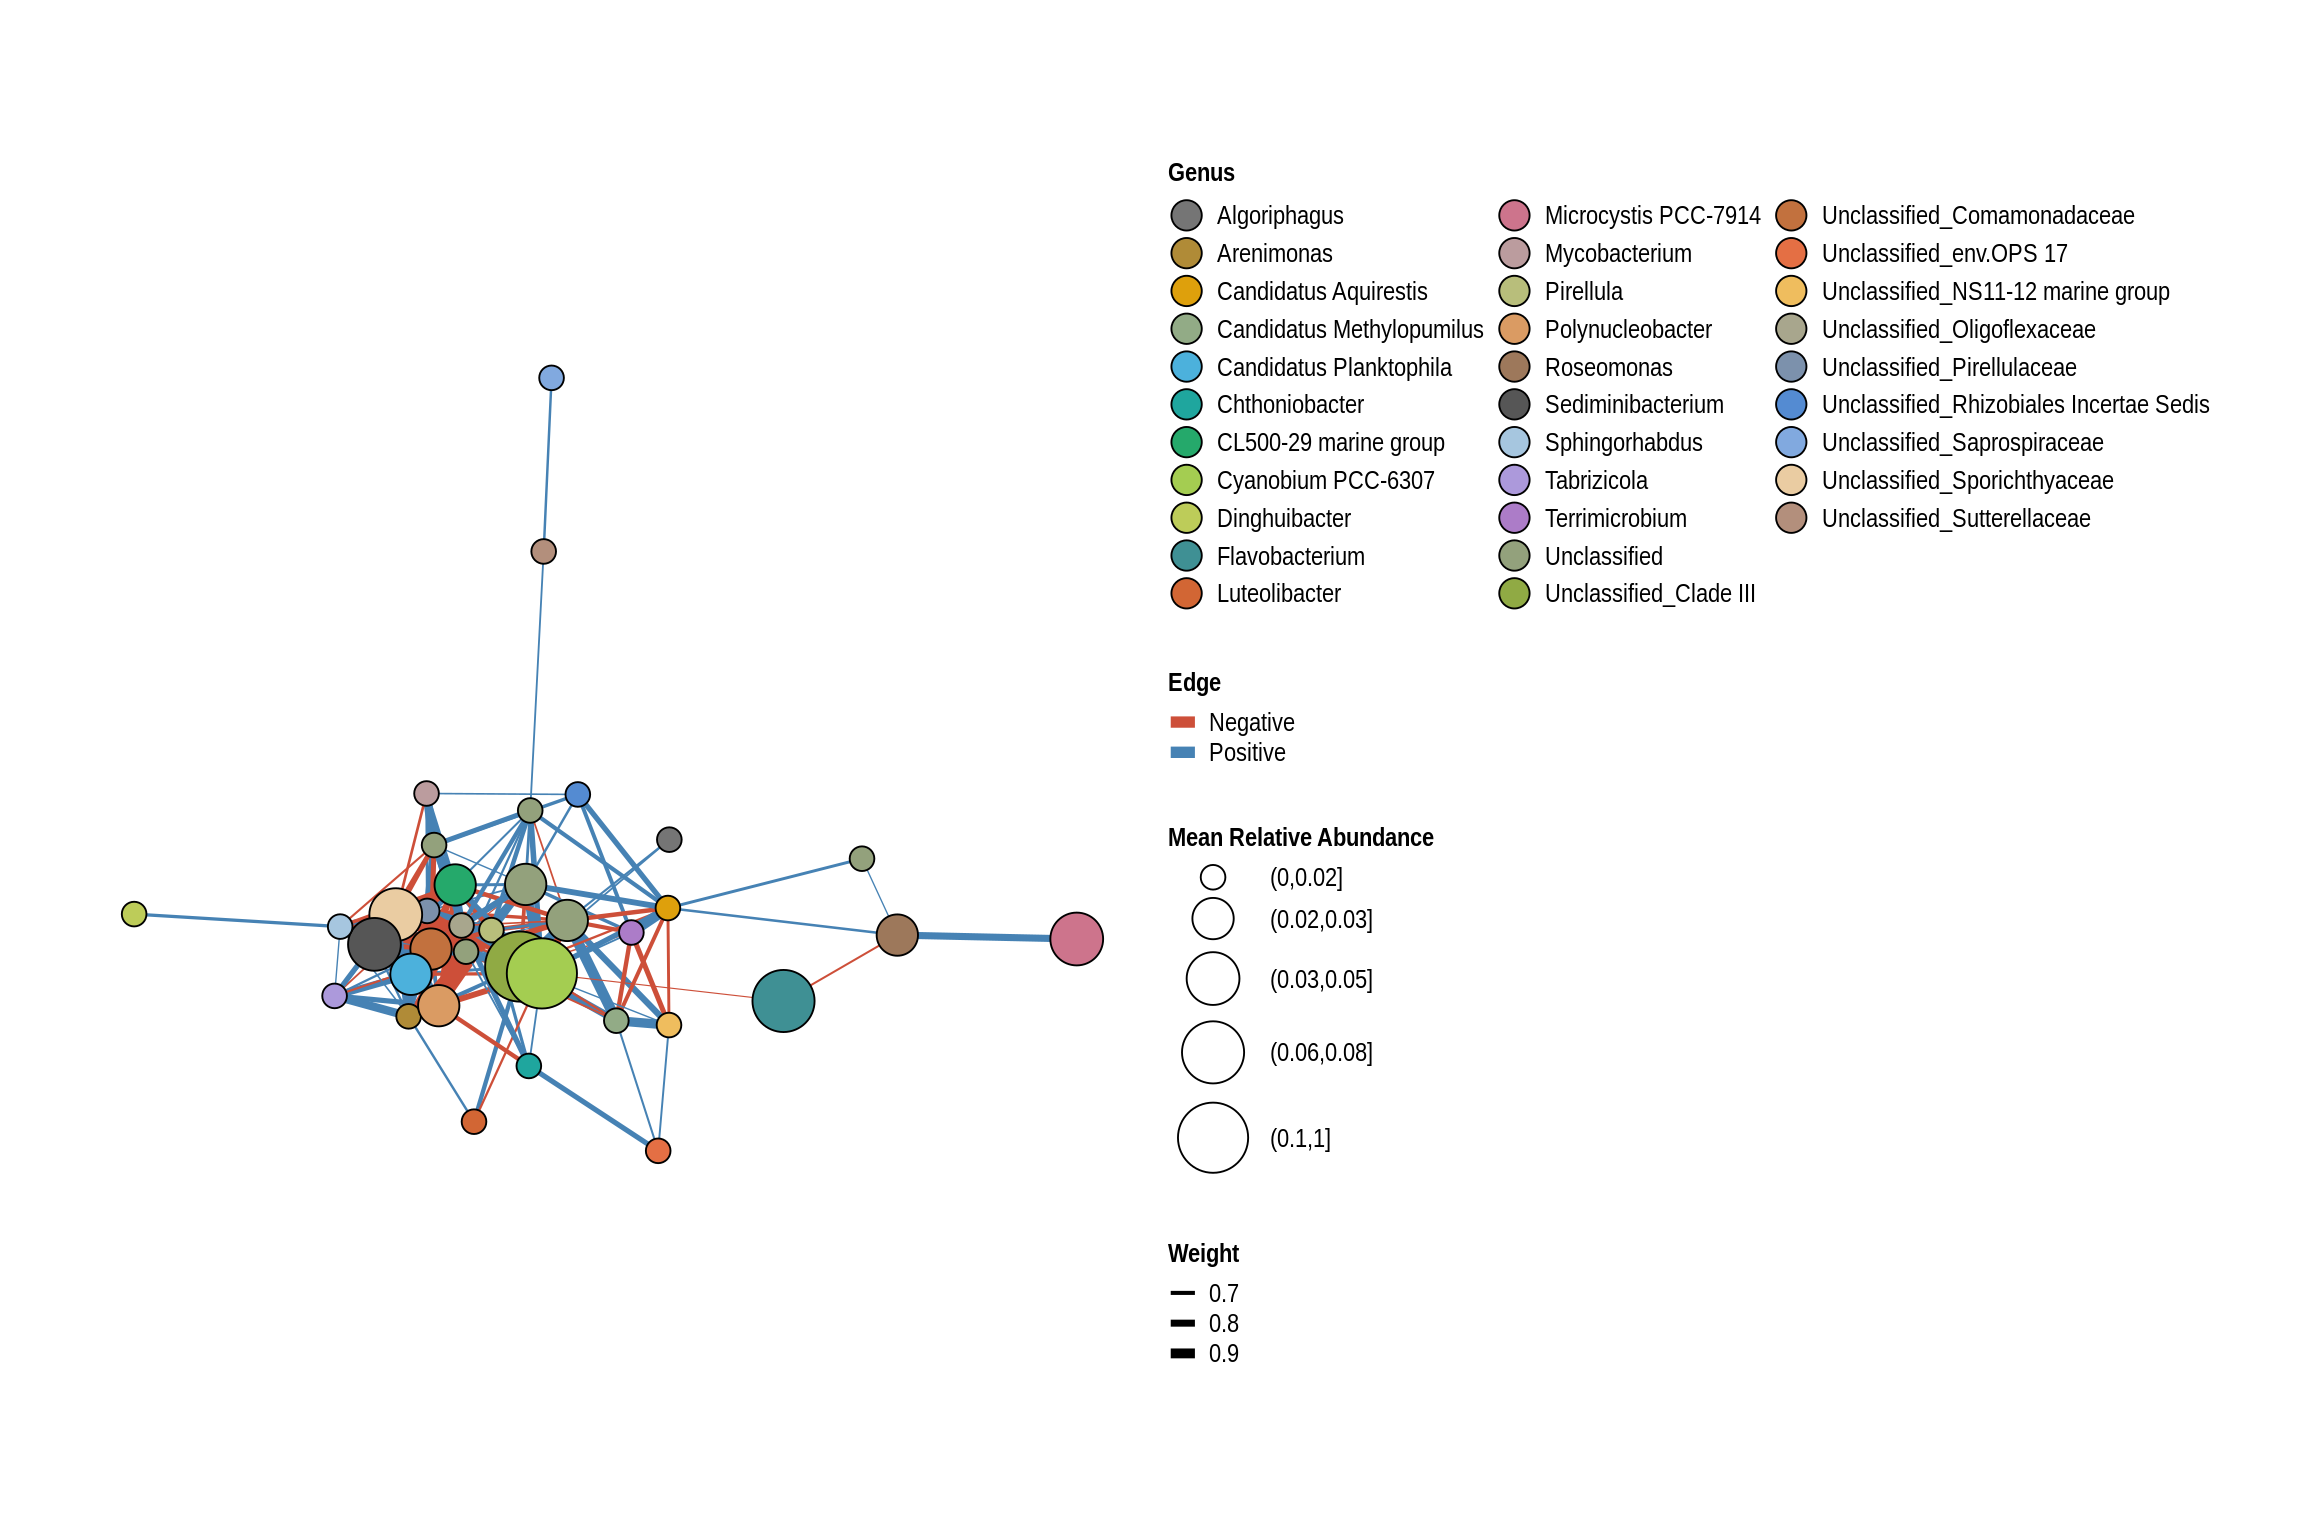 Genus
Algoriphagus
Arenimonas
Candidatus Aquirestis
Candidatus Methylopumilus
Candidatus Planktophila
Chthoniobacter
CL500-29 marine group
Cyanobium PCC-6307
Dinghuibacter
Flavobacterium
Luteolibacter
Microcystis PCC-7914
Mycobacterium
Pirellula
Polynucleobacter
Roseomonas
Sediminibacterium
Sphingorhabdus
Tabrizicola
Terrimicrobium
Unclassified
Unclassified_Clade III
Unclassified_Comamonadaceae
Unclassified_env.OPS 17
Unclassified_NS11-12 marine group
Unclassified_Oligoflexaceae
Unclassified_Pirellulaceae
Unclassified_Rhizobiales Incertae Sedis
Unclassified_Saprospiraceae
Unclassified_Sporichthyaceae
Unclassified_Sutterellaceae
Edge
Negative
Positive
Mean Relative Abundance
(0,0.02]
(0.02,0.03]
(0.03,0.05]
(0.06,0.08]
(0.1,1]
Weight
0.7
0.8
0.9